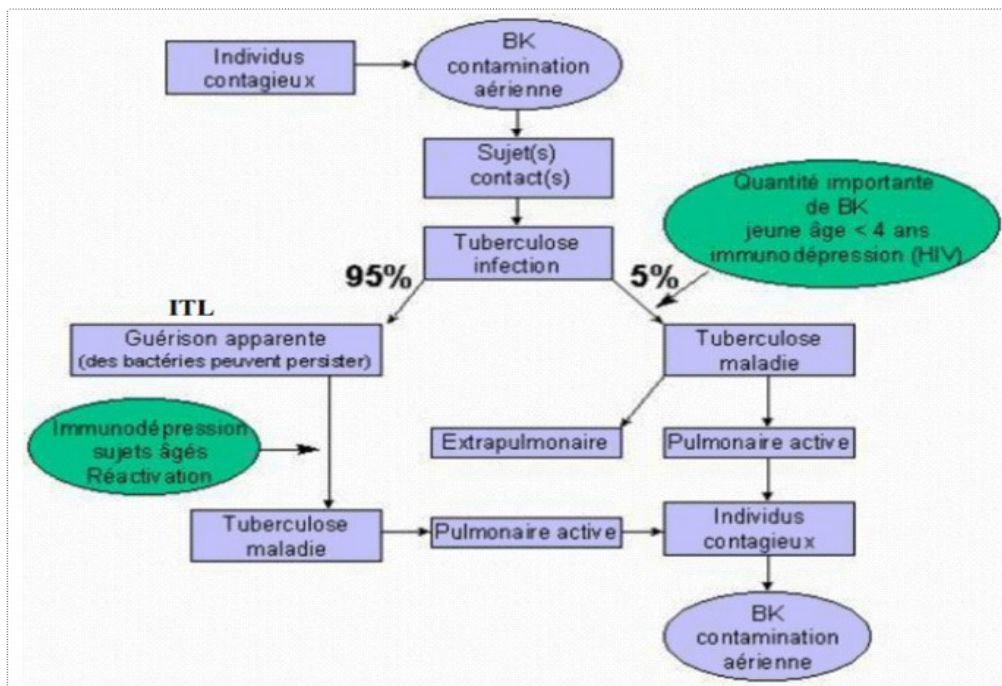 Individus
contagieux
BK
contamination
aérienne
Sujet(s)
contact(s)
Quantité importante
de BK
jeune âge < 4 ans
immunodépression (HIV)
Tuberculose
infection
95%
5%
ITL
Guérison apparente
(des bactéries peuvent persister)
Tuberculose
maladie
Immunodépression
sujets âgés
Réactivation
Extrapulmonaire
Pulmonaire active
Tuberculose
maladie
Pulmonaire active
Individus
contagieux
BK
contamination
aérienne